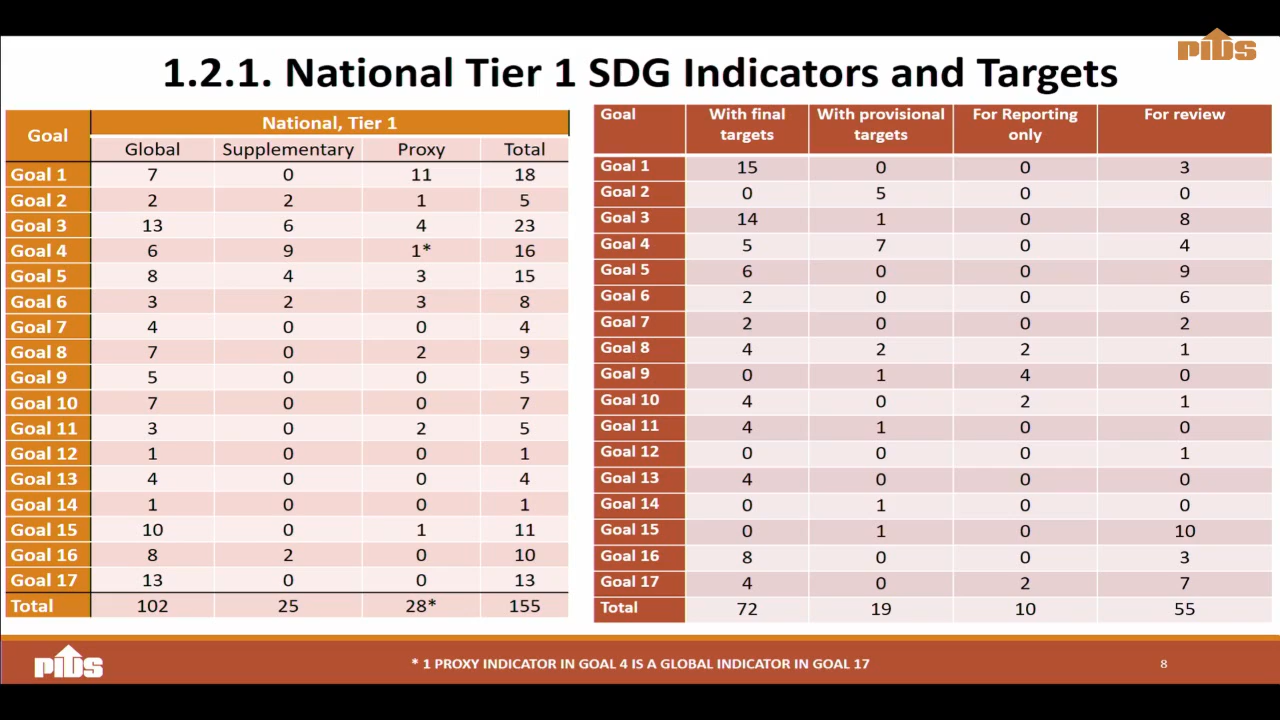 PIDS
1.2.1. National Tier 1 SDG Indicators and Targets
Goal National, Tier 1
Global Supplementary Proxy Total
Goal 1 7 0 11 18
Goal 2 2 2 1 5
Goal 3 13 6 4 23
Goal 4 6 9 1* 16
Goal 5 8 4 3 15
Goal 6 3 2 3 8
Goal 7 4 0 0 4
Goal 8 7 0 2 9
Goal 9 5 0 0 5
Goal 10 7 0 0 7
Goal 11 3 0 2 5
Goal 12 1 0 0 1
Goal 13 4 0 0 4
Goal 14 1 0 0 1
Goal 15 10 0 1 11
Goal 16 8 2 0 10
Goal 17 13 0 0 13
Total 102 25 28* 155
Goal With final targets With provisional targets For Reporting only For review
Goal 1 15 0 0 3
Goal 2 0 5 0 0
Goal 3 14 1 0 8
Goal 4 5 7 0 4
Goal 5 6 0 0 9
Goal 6 2 0 0 6
Goal 7 2 0 0 2
Goal 8 4 2 2 1
Goal 9 0 1 4 0
Goal 10 4 0 2 1
Goal 11 4 1 0 0
Goal 12 0 0 0 1
Goal 13 4 0 0 0
Goal 14 0 1 0 0
Goal 15 0 1 0 10
Goal 16 8 0 0 3
Goal 17 4 0 2 7
Total 72 19 10 55
PIDS
* 1 PROXY INDICATOR IN GOAL 4 IS A GLOBAL INDICATOR IN GOAL 17
8